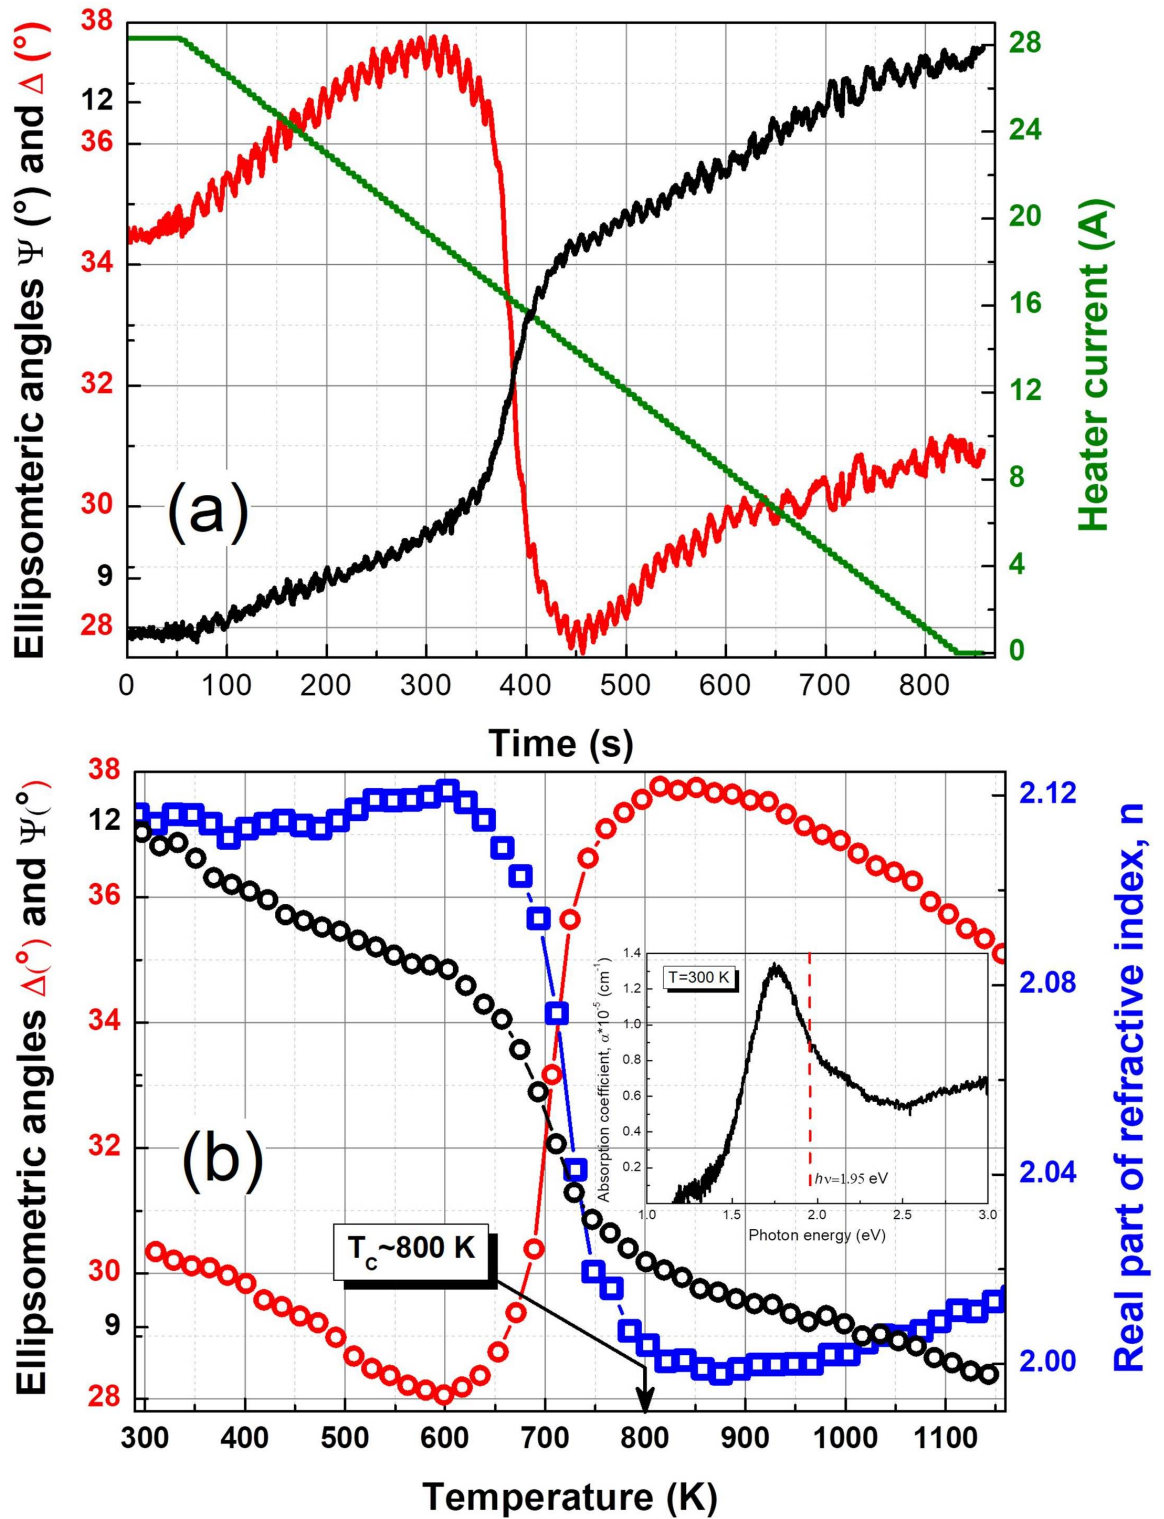 Ellipsomteric angles Ψ (°) and Δ (°)
38
12
36
34
32
30
9
28
28
24
20
16
12
8
4
0
Heater current (A)
(a)
0 100 200 300 400 500 600 700 800
Time (s)
Ellipsometric angles Δ(°) and Ψ(°
38
12
36
34
32
30
9
28
2.12
2.08
2.04
2.00
Real part of refractive index, n
(b)
T_C~800 K
Absorption coefficient, α*10⁻⁵ (cm⁻¹)
1.4
1.2
1.0
0.8
0.6
0.4
0.2
T=300 K
hν=1.95 eV
1.0 1.5 2.0 2.5 3.0
Photon energy (eV)
300 400 500 600 700 800 900 1000 1100
Temperature (K)